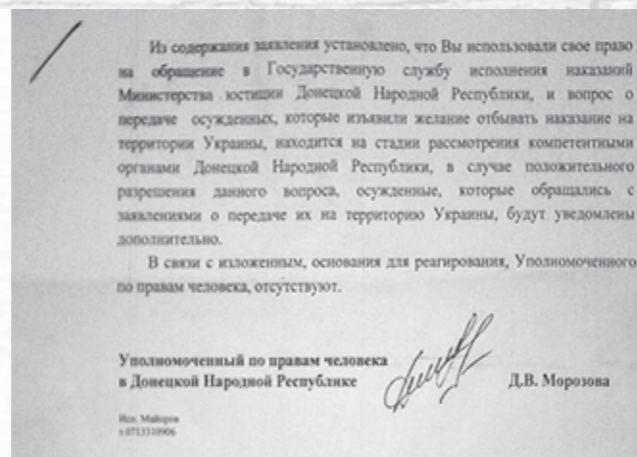 Из содержания заявления установлено, что Вы использовали свое право
на обращение в Государственную службу исполнения наказаний
Министерства юстиции Донецкой Народной Республики, и вопрос о
передаче осужденных, которые изъявили желание отбывать наказание на
территории Украины, находится на стадии рассмотрения компетентными
органами Донецкой Народной Республики, в случае положительного
разрешения данного вопроса, осужденные, которые обращались с
заявлениями о передаче их на территорию Украины, будут уведомлены
дополнительно.
В связи с изложенным, основания для реагирования, Уполномоченного
по правам человека, отсутствуют.
Уполномоченный по правам человека
в Донецкой Народной Республике Д.В. Морозова
Исп. Майоров
т.0713310906